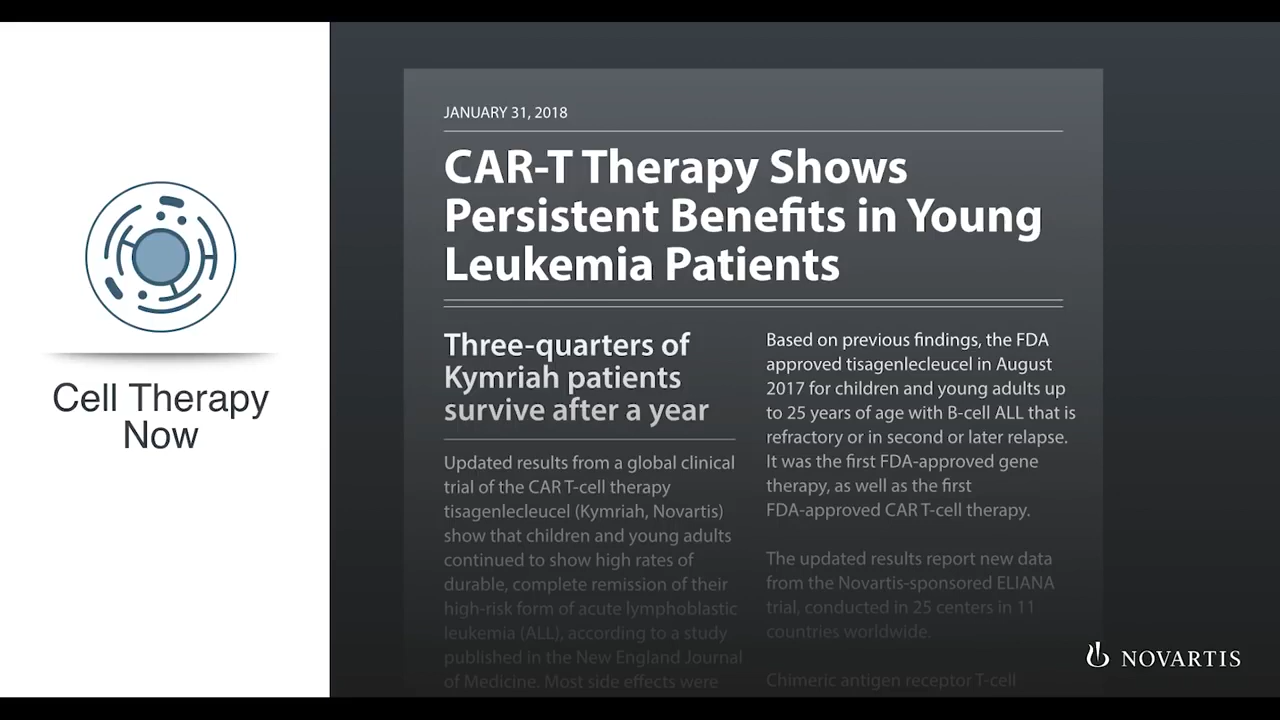 Cell Therapy
Now
JANUARY 31, 2018
CAR-T Therapy Shows
Persistent Benefits in Young
Leukemia Patients
Three-quarters of
Kymriah patients
survive after a year
Updated results from a global clinical
trial of the CAR T-cell therapy
tisagenlecleucel (Kymriah, Novartis)
show that children and young adults
continued to show high rates of
durable, complete remission of their
high-risk form of acute lymphoblastic
leukemia (ALL), according to a study
published in the New England Journal
of Medicine. Most side effects were
Based on previous findings, the FDA
approved tisagenlecleucel in August
2017 for children and young adults up
to 25 years of age with B-cell ALL that is
refractory or in second or later relapse.
It was the first FDA-approved gene
therapy, as well as the first
FDA-approved CAR T-cell therapy.
The updated results report new data
from the Novartis-sponsored ELIANA
trial, conducted in 25 centers in 11
countries worldwide.
Chimeric antigen receptor T-cell
NOVARTIS